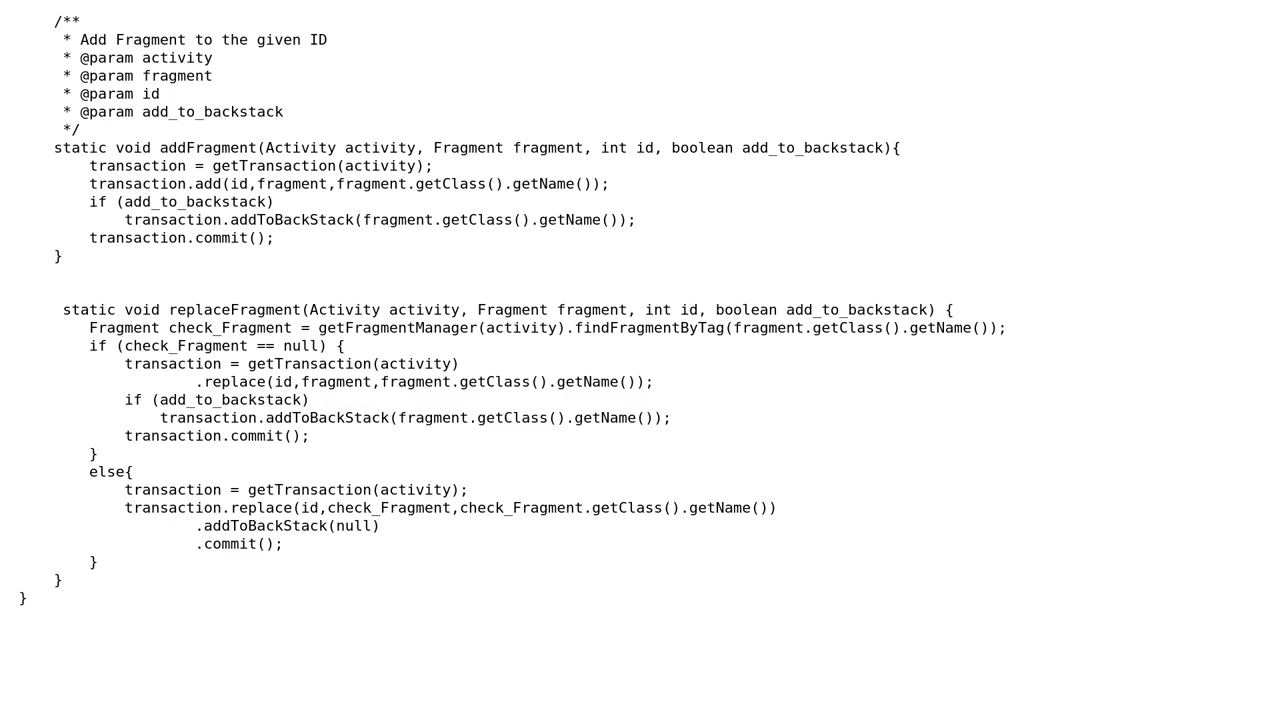 /**
     * Add Fragment to the given ID
     * @param activity
     * @param fragment
     * @param id
     * @param add_to_backstack
     */
    static void addFragment(Activity activity, Fragment fragment, int id, boolean add_to_backstack){
        transaction = getTransaction(activity);
        transaction.add(id,fragment,fragment.getClass().getName());
        if (add_to_backstack)
            transaction.addToBackStack(fragment.getClass().getName());
        transaction.commit();
    }


     static void replaceFragment(Activity activity, Fragment fragment, int id, boolean add_to_backstack) {
        Fragment check_Fragment = getFragmentManager(activity).findFragmentByTag(fragment.getClass().getName());
        if (check_Fragment == null) {
            transaction = getTransaction(activity)
                    .replace(id,fragment,fragment.getClass().getName());
            if (add_to_backstack)
                transaction.addToBackStack(fragment.getClass().getName());
            transaction.commit();
        }
        else{
            transaction = getTransaction(activity);
            transaction.replace(id,check_Fragment,check_Fragment.getClass().getName())
                    .addToBackStack(null)
                    .commit();
        }
    }
}